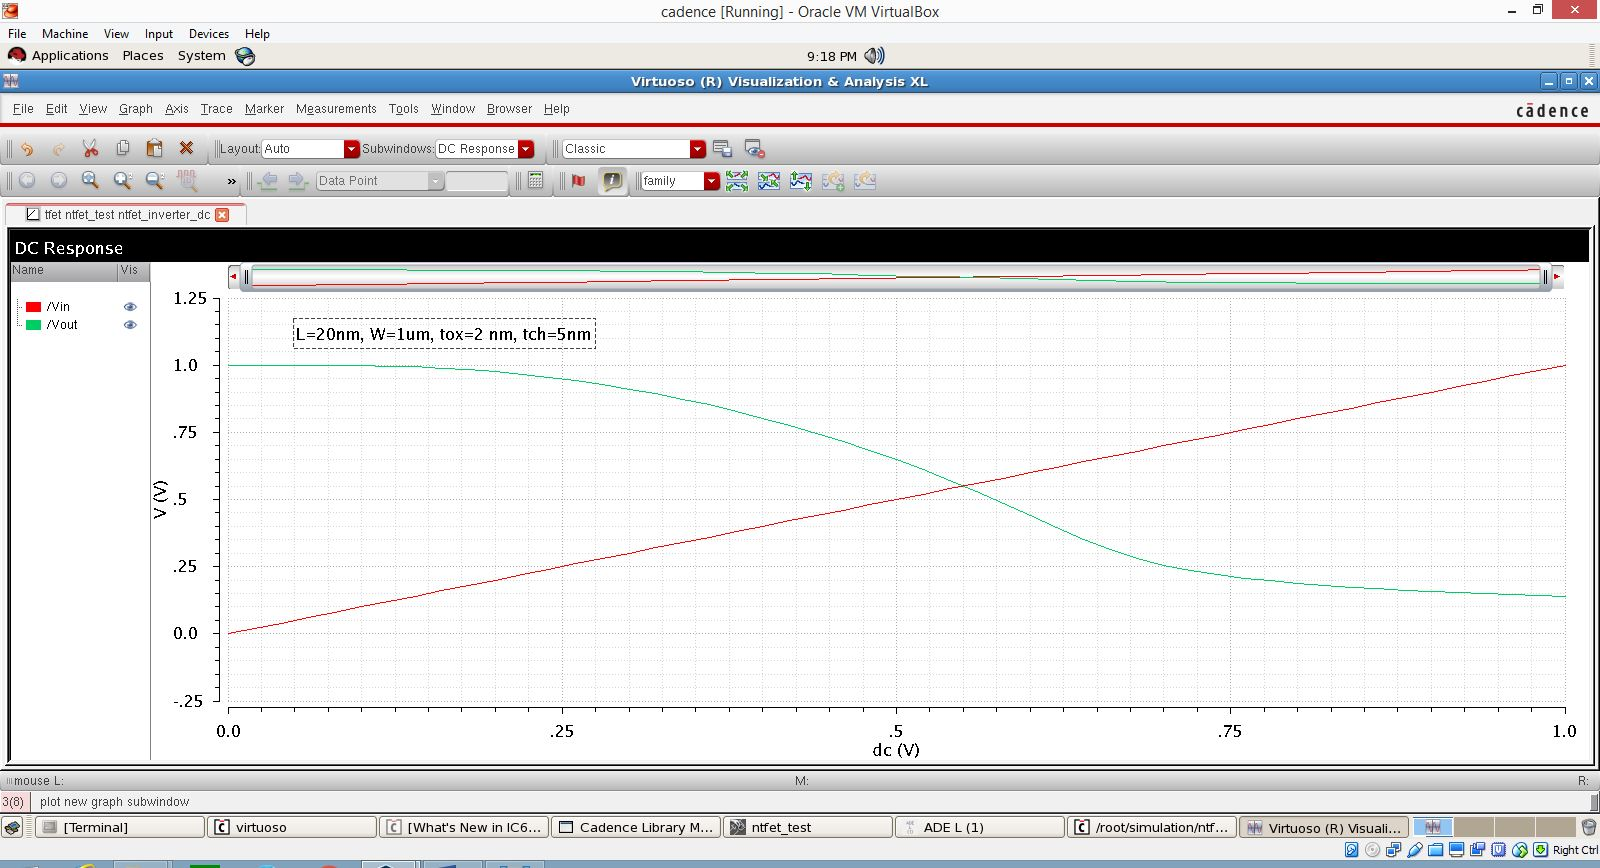 cadence [Running] - Oracle VM VirtualBox
File Machine View Input Devices Help
Applications Places System
9:18 PM
Virtuoso (R) Visualization & Analysis XL
File Edit View Graph Axis Trace Marker Measurements Tools Window Browser Help
cādence
Layout: Auto Subwindows: DC Response Classic
» Data Point family
tfet ntfet_test ntfet_inverter_dc
DC Response
Name Vis
/Vin
/Vout
L=20nm, W=1um, tox=2 nm, tch=5nm
1.25
1.0
.75
.5
.25
0.0
-.25
V (V)
0.0 .25 .5 .75 1.0
dc (V)
mouse L: M: R:
3(8) plot new graph subwindow
[Terminal] virtuoso [What's New in IC6... Cadence Library M... ntfet_test ADE L (1) /root/simulation/ntf... Virtuoso (R) Visuali...
Right Ctrl